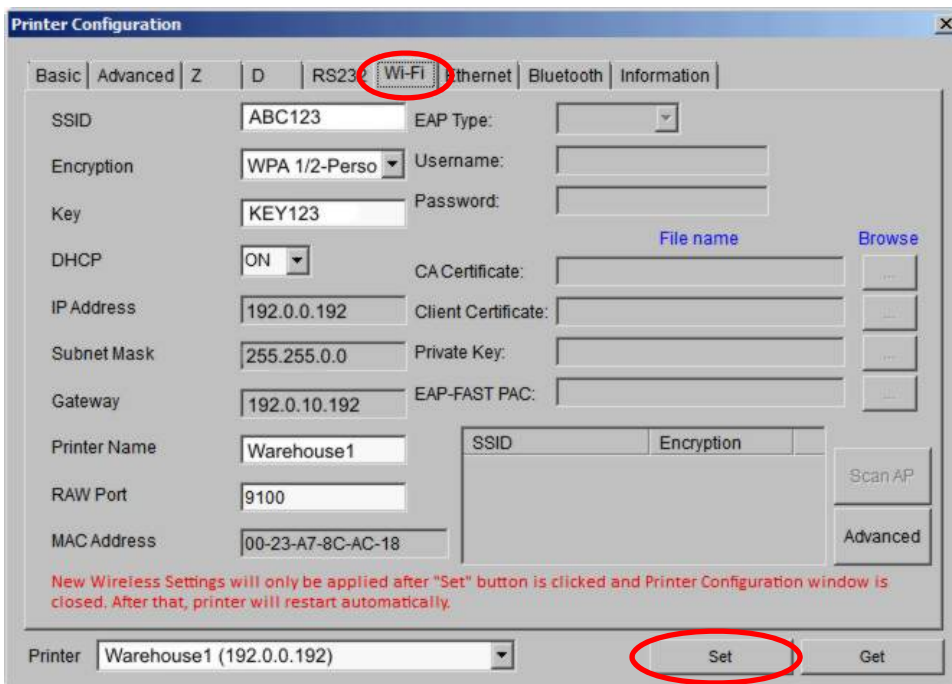 Printer Configuration
Basic Advanced Z D RS232 Wi-Fi Ethernet Bluetooth Information
SSID ABC123 EAP Type:
Encryption WPA 1/2-Perso Username:
Key KEY123 Password:
File name Browse
DHCP ON CA Certificate: ...
IP Address 192.0.0.192 Client Certificate: ...
Subnet Mask 255.255.0.0 Private Key: ...
Gateway 192.0.10.192 EAP-FAST PAC: ...
Printer Name Warehouse1 SSID Encryption
RAW Port 9100 Scan AP
MAC Address 00-23-A7-8C-AC-18 Advanced
New Wireless Settings will only be applied after "Set" button is clicked and Printer Configuration window is
closed. After that, printer will restart automatically.
Printer Warehouse1 (192.0.0.192) Set Get